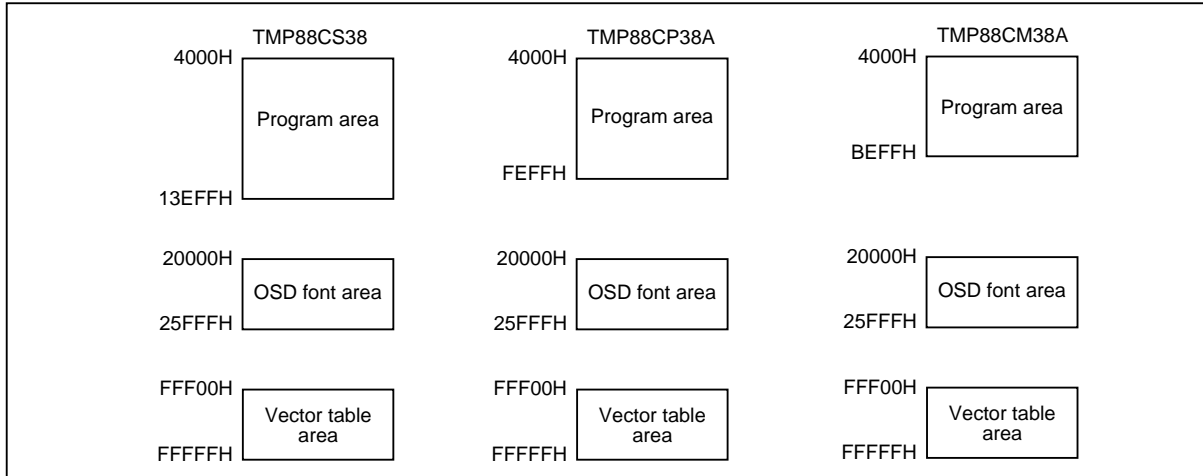 TMP88CS38
4000H
Program area
13EFFH
20000H
OSD font area
25FFFH
FFF00H
Vector table
area
FFFFFH
TMP88CP38A
4000H
Program area
FEFFH
20000H
OSD font area
25FFFH
FFF00H
Vector table
area
FFFFFH
TMP88CM38A
4000H
Program area
BEFFH
20000H
OSD font area
25FFFH
FFF00H
Vector table
area
FFFFFH